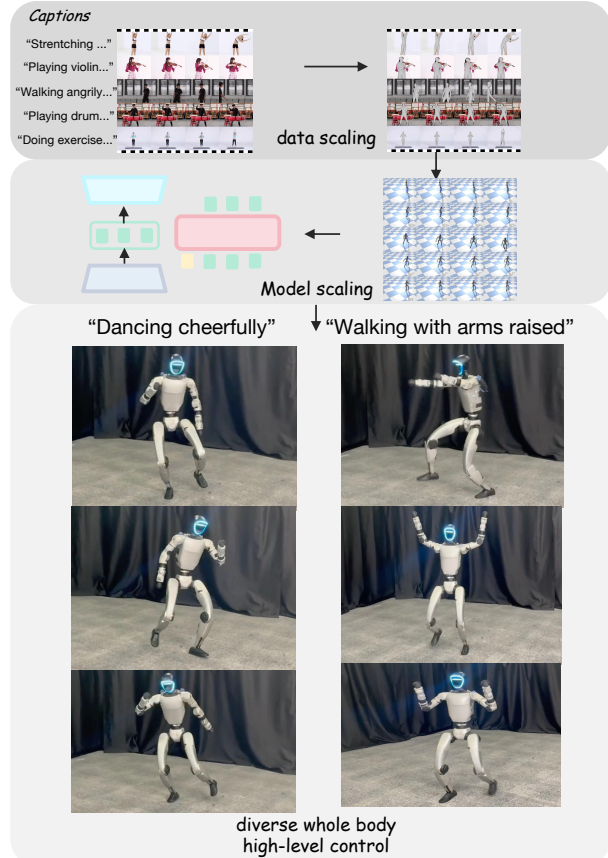 Captions
“Strentching ...”
“Playing violin...”
“Walking angrily...”
“Playing drum...”
“Doing exercise...”
data scaling
Model scaling
“Dancing cheerfully”
“Walking with arms raised”
diverse whole body
high-level control